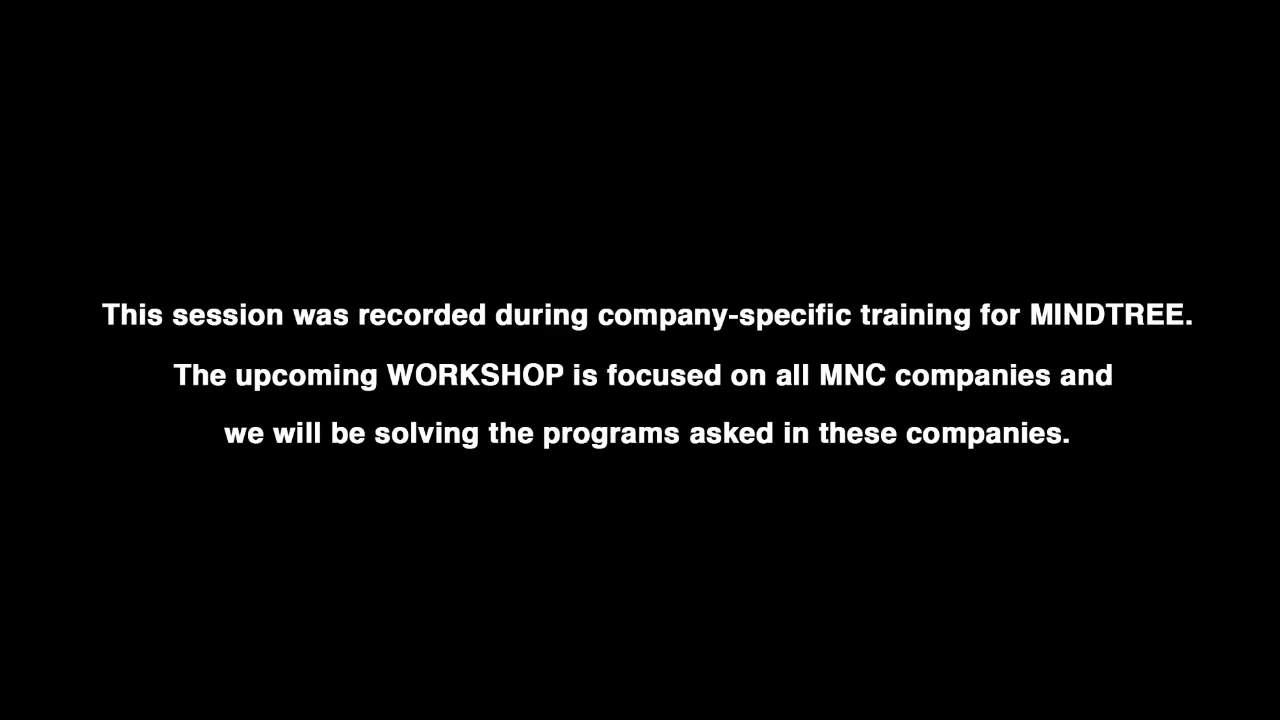 This session was recorded during company-specific training for MINDTREE.
The upcoming WORKSHOP is focused on all MNC companies and
we will be solving the programs asked in these companies.